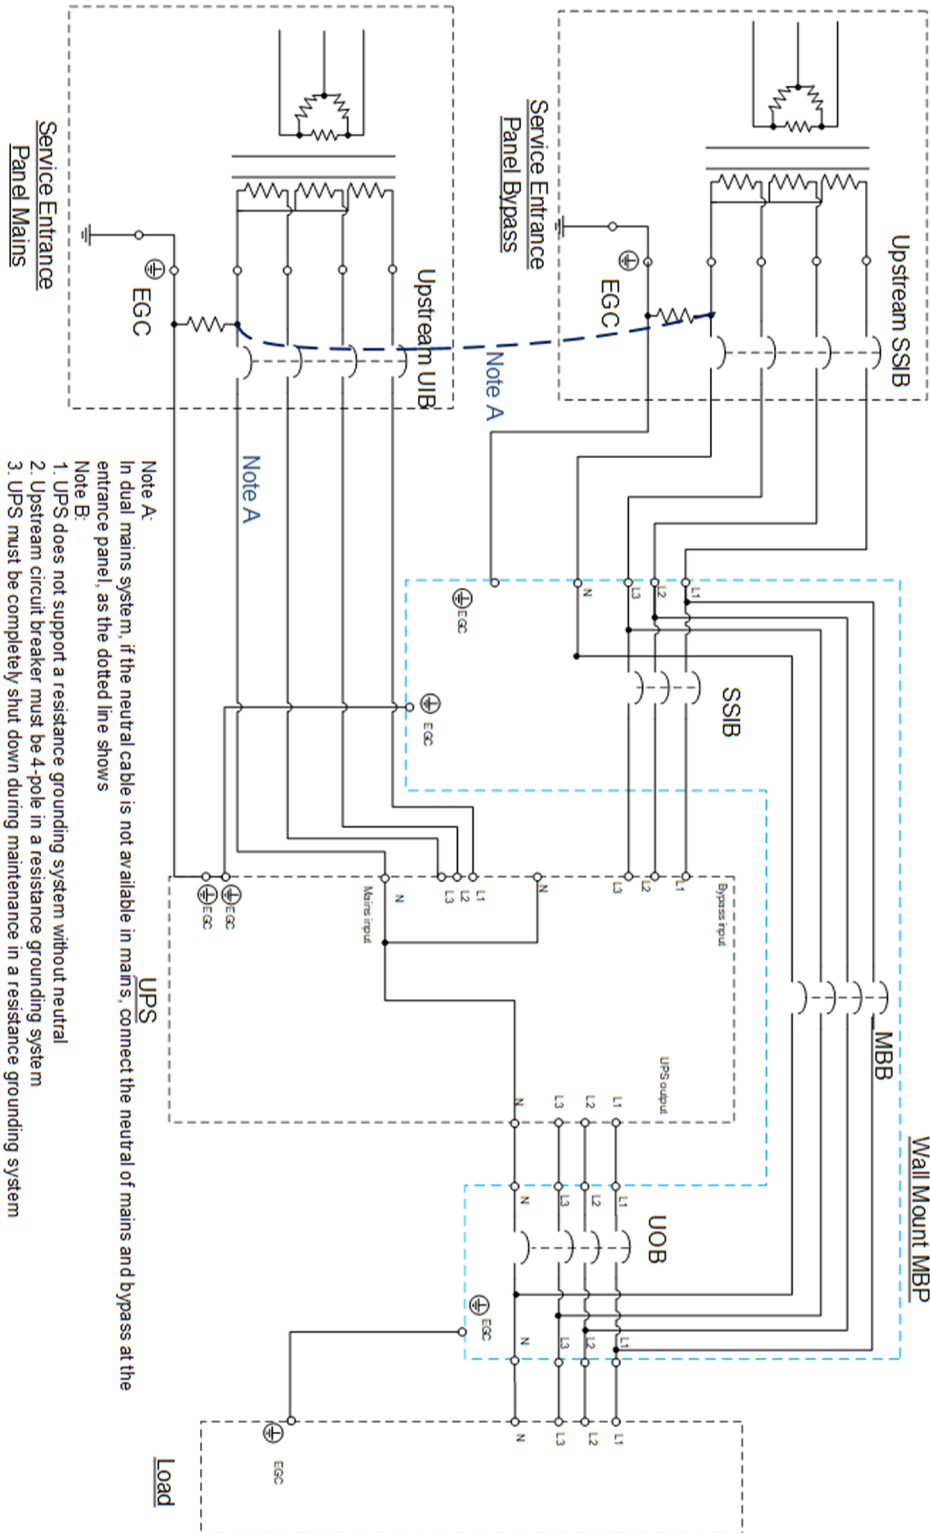 Service Entrance
Panel Bypass
Upstream SSIB
EGC
Note A
Service Entrance
Panel Mains
Upstream UIB
EGC
Note A
Wall Mount MBP
L1
L2
L3
N
EGC
SSIB
EGC
MBB
Bypass input
L1
L2
L3
N
L1
L2
L3
N
Mains input
EGC
EGC
UPS
UPS output
L1
L2
L3
N
L1
L2
L3
N
UOB
EGC
L1
L2
L3
N
L1
L2
L3
N
EGC
Load
Note A:
In dual mains system, if the neutral cable is not available in mains, connect the neutral of mains and bypass at the
entrance panel, as the dotted line shows
Note B:
1. UPS does not support a resistance grounding system without neutral
2. Upstream circuit breaker must be 4-pole in a resistance grounding system
3. UPS must be completely shut down during maintenance in a resistance grounding system